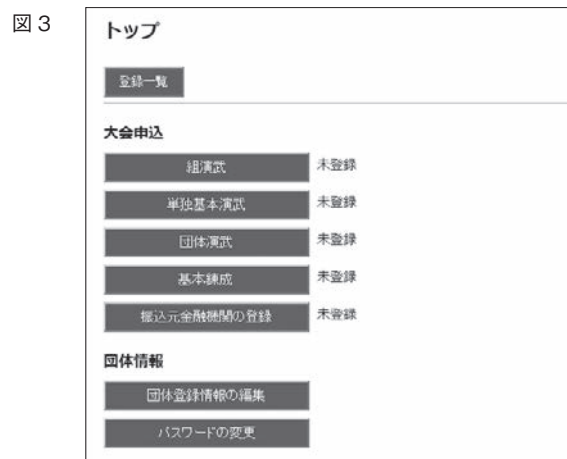 図3
トップ
登録一覧
大会申込
組演武 未登録
単独基本演武 未登録
団体演武 未登録
基本錬成 未登録
振込元金融機関の登録 未登録
団体情報
団体登録情報の編集
パスワードの変更